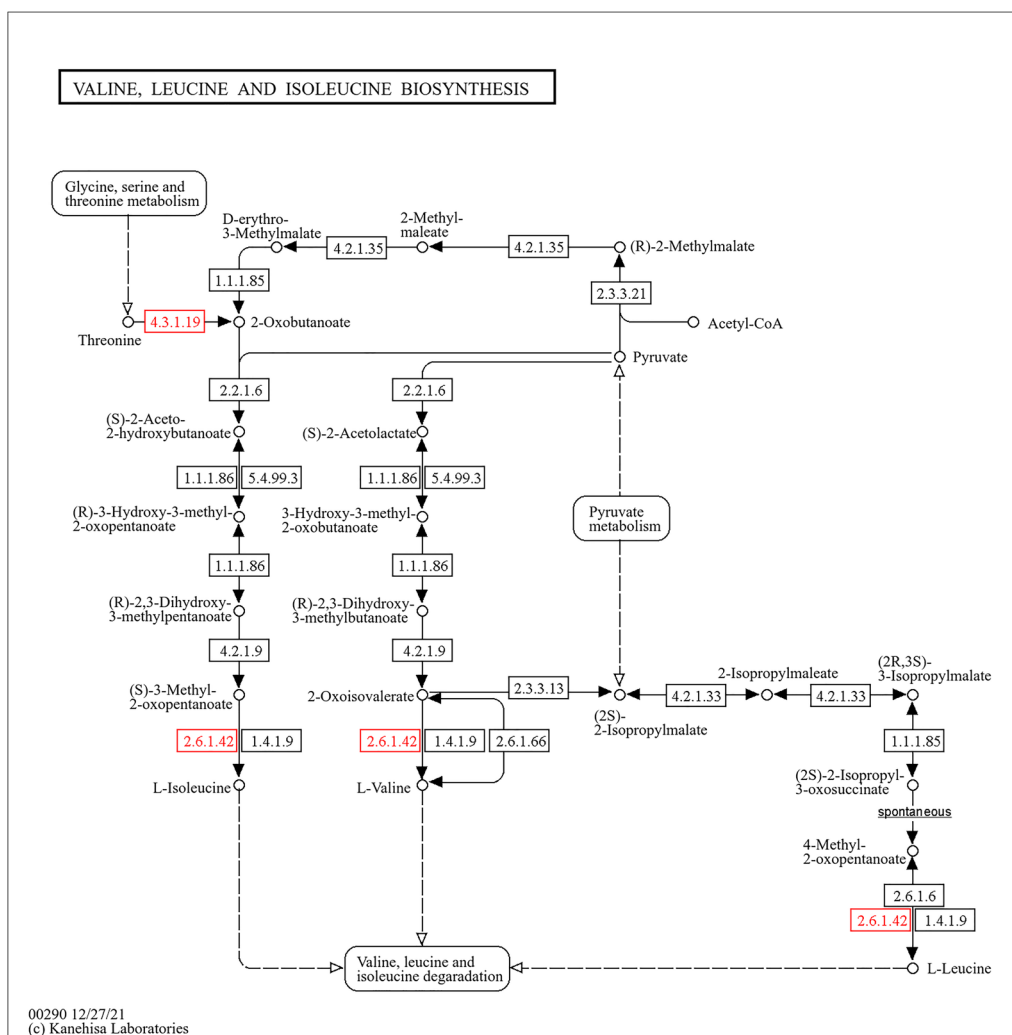 VALINE, LEUCINE AND ISOLEUCINE BIOSYNTHESIS
Glycine, serine and
threonine metabolism
D-erythro-
3-Methylmalate
4.2.1.35
2-Methyl-
maleate
4.2.1.35
(R)-2-Methylmalate
1.1.1.85
2.3.3.21
Threonine
4.3.1.19
2-Oxobutanoate
Acetyl-CoA
Pyruvate
2.2.1.6
2.2.1.6
(S)-2-Aceto-
2-hydroxybutanoate
(S)-2-Acetolactate
1.1.1.86
5.4.99.3
1.1.1.86
5.4.99.3
(R)-3-Hydroxy-3-methyl-
2-oxopentanoate
3-Hydroxy-3-methyl-
2-oxobutanoate
Pyruvate
metabolism
1.1.1.86
1.1.1.86
(R)-2,3-Dihydroxy-
3-methylpentanoate
(R)-2,3-Dihydroxy-
3-methylbutanoate
4.2.1.9
4.2.1.9
(S)-3-Methyl-
2-oxopentanoate
2-Oxoisovalerate
2.3.3.13
(2S)-
2-Isopropylmalate
4.2.1.33
2-Isopropylmaleate
4.2.1.33
(2R,3S)-
3-Isopropylmalate
2.6.1.42
1.4.1.9
2.6.1.42
1.4.1.9
2.6.1.66
1.1.1.85
L-Isoleucine
L-Valine
(2S)-2-Isopropyl-
3-oxosuccinate
spontaneous
4-Methyl-
2-oxopentanoate
2.6.1.6
2.6.1.42
1.4.1.9
Valine, leucine and
isoleucine degaradation
L-Leucine
00290 12/27/21
(c) Kanehisa Laboratories